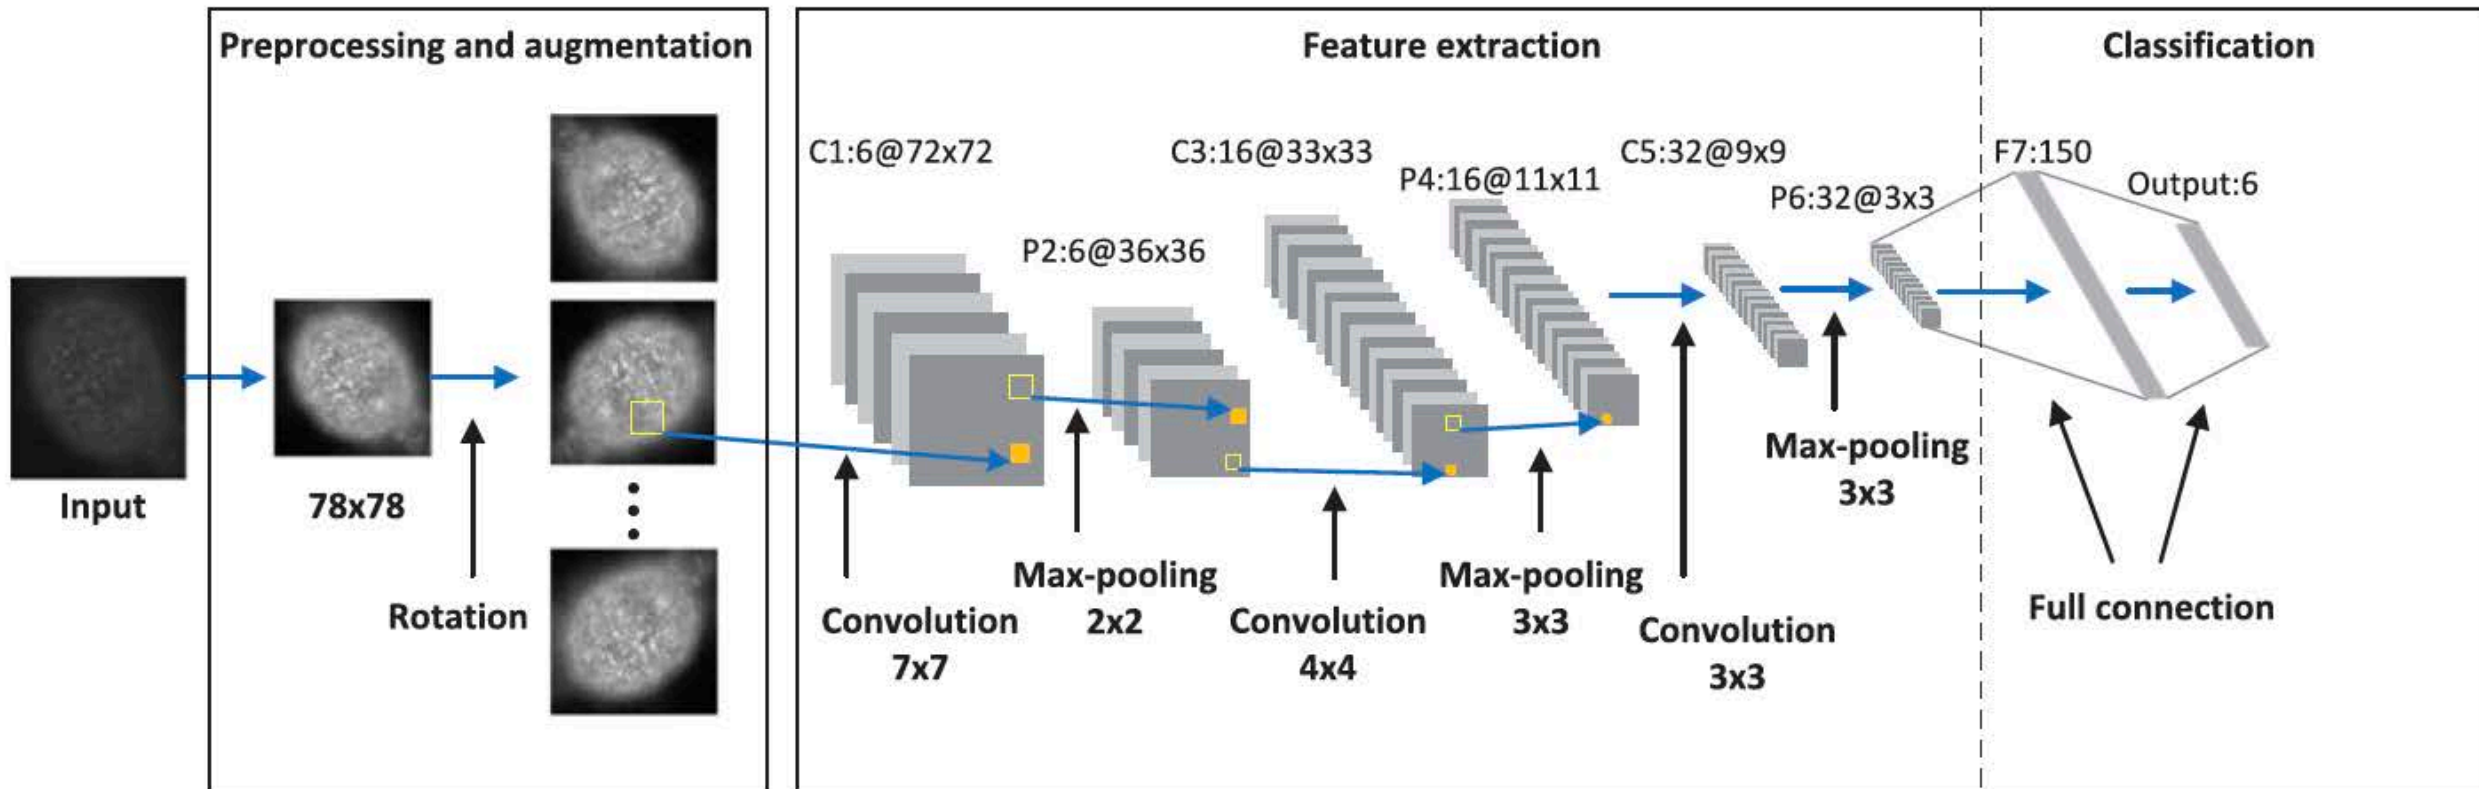 Preprocessing and augmentation
Feature extraction
Classification
C1:6@72x72
C3:16@33x33
C5:32@9x9
F7:150
P4:16@11x11
P6:32@3x3
Output:6
P2:6@36x36
Input
78x78
Rotation
Convolution
7x7
Max-pooling
2x2
Convolution
4x4
Max-pooling
3x3
Convolution
3x3
Max-pooling
3x3
Full connection